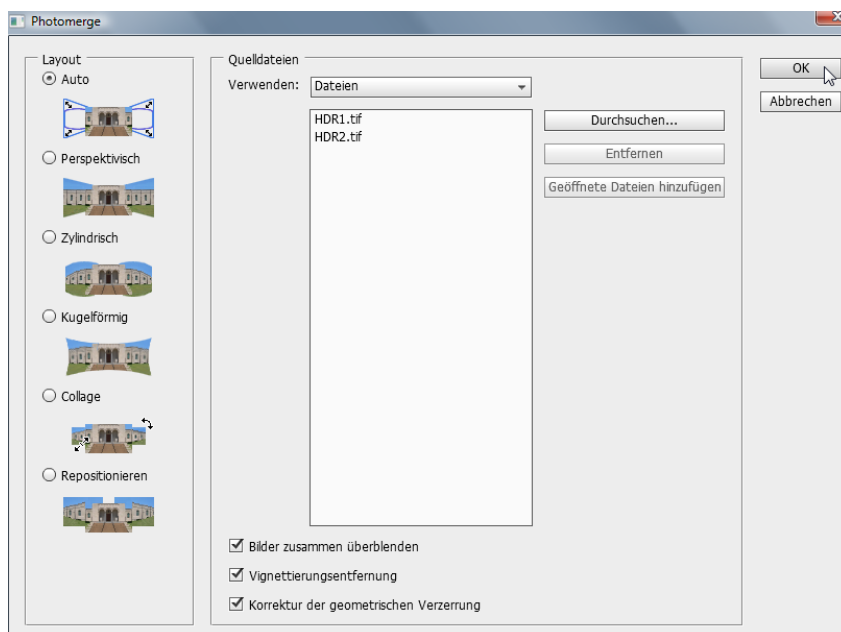 Photomerge
Layout
Auto
Perspektivisch
Zylindrisch
Kugelförmig
Collage
Repositionieren
Quelldateien
Verwenden: Dateien
HDR1.tif
HDR2.tif
Durchsuchen...
Entfernen
Geöffnete Dateien hinzufügen
Bilder zusammen überblenden
Vignettierungsentfernung
Korrektur der geometrischen Verzerrung
OK
Abbrechen